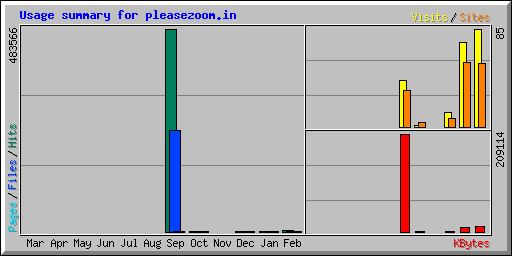 Usage summary for pleasezoom.in
Visits/Sites
483566
85
Pages/Files/Hits
209114
Mar Apr May Jun Jul Aug Sep Oct Nov Dec Jan Feb
KBytes